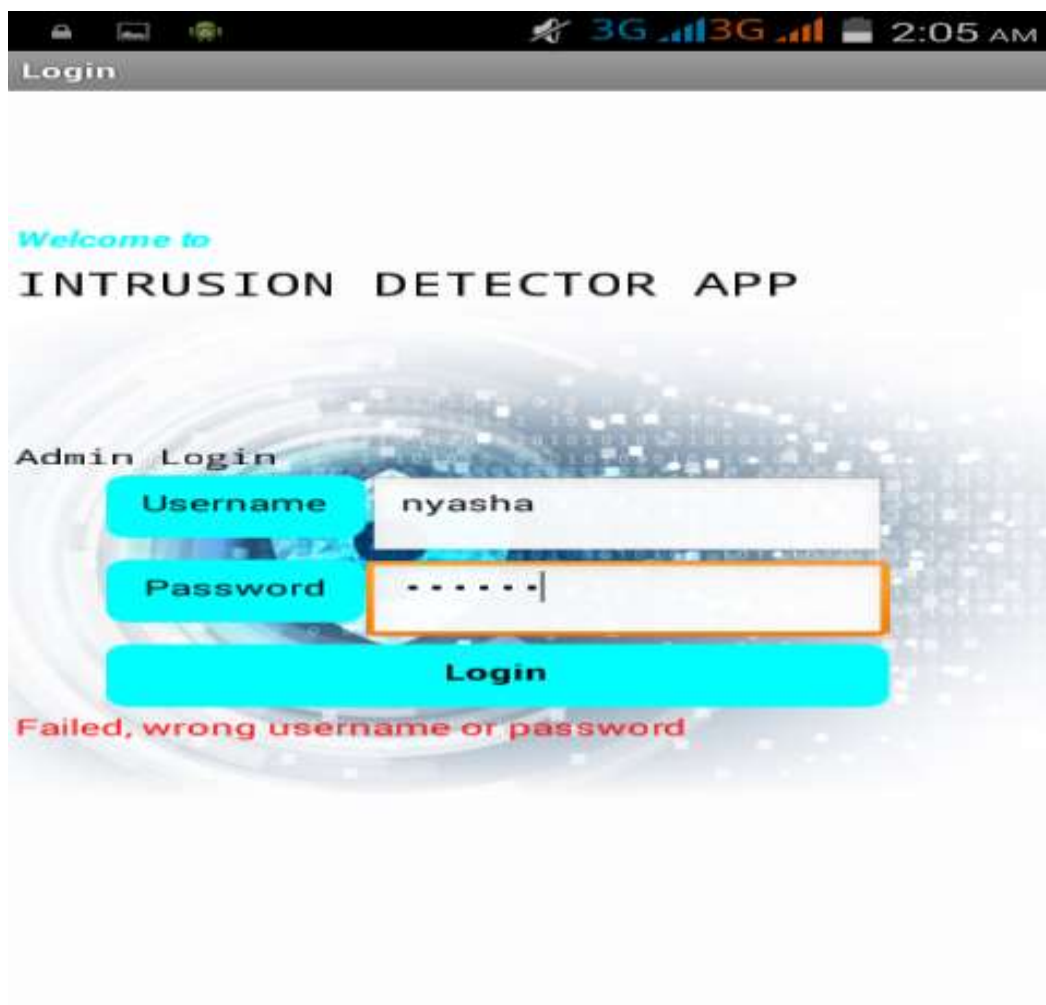 3G 3G 2:05 AM
Login
Welcome to
INTRUSION DETECTOR APP
Admin Login
Username nyasha
Password ······
Login
Failed, wrong username or password